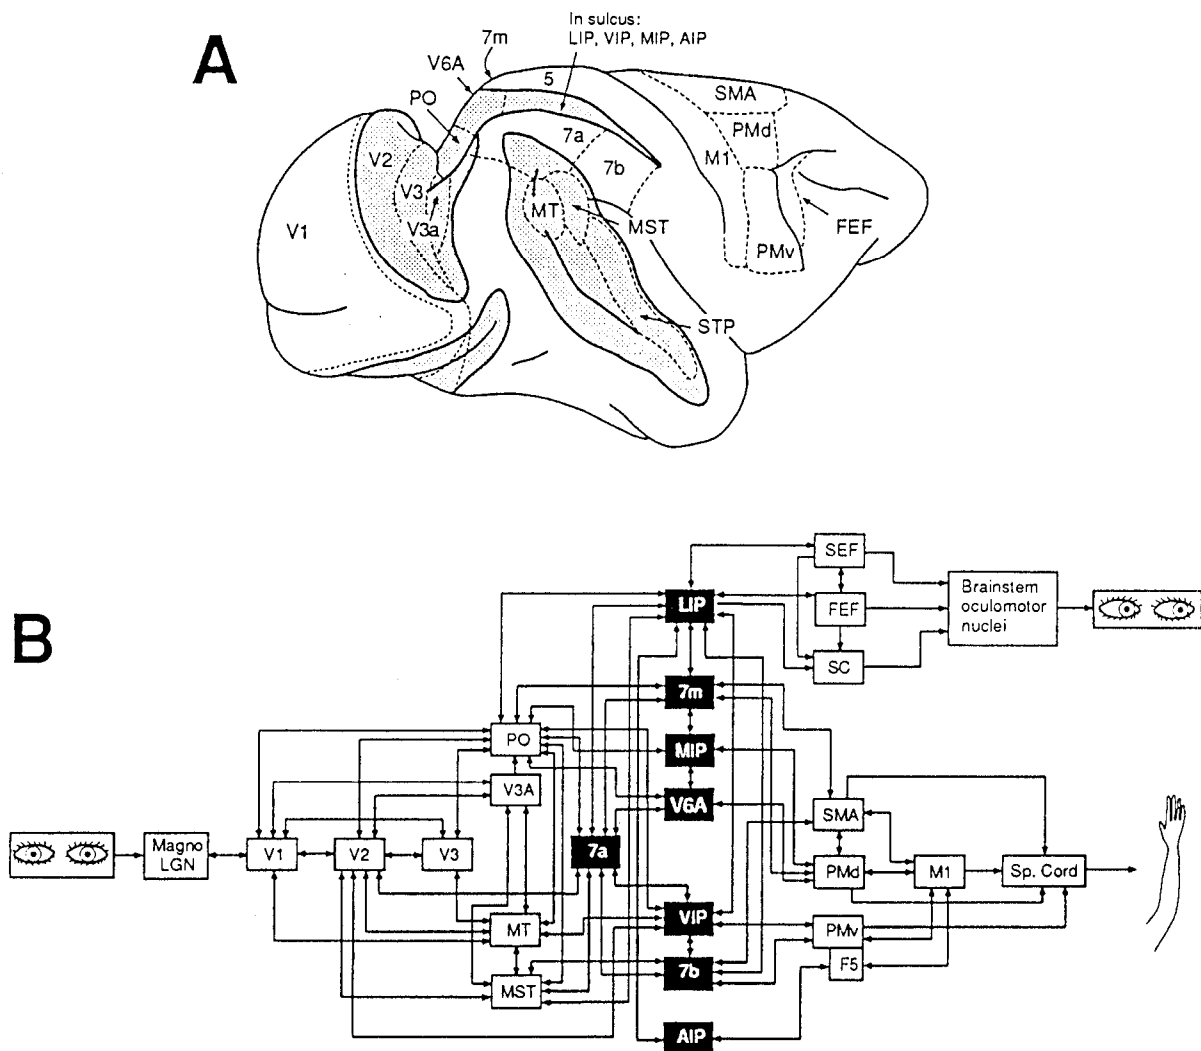 A
In sulcus:
LIP, VIP, MIP, AIP
7m
V6A
PO
5
SMA
PMd
7a
7b
M1
V2
V3
V3a
V1
MT
MST
FEF
PMv
STP
B
SEF
LIP
FEF
Brainstem
oculomotor
nuclei
SC
7m
PO
MIP
V3A
V6A
SMA
Magno
LGN
V1
V2
V3
7a
PMd
M1
Sp. Cord
VIP
MT
PMv
7b
F5
MST
AIP